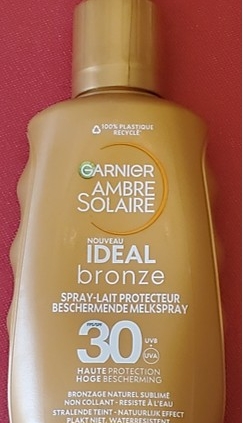 100% PLASTIQUE
RECYCLÉ
GARNIER
AMBRE
SOLAIRE
NOUVEAU
IDEAL
bronze
SPRAY-LAIT PROTECTEUR
BESCHERMENDE MELKSPRAY
30
UVB
+
UVA
HAUTE PROTECTION
HOGE BESCHERMING
BRONZAGE NATUREL SUBLIMÉ
NON COLLANT - RESISTE À L'EAU
STRALENDE TEINT - NATUURLIJK EFFECT
PLAKT NIET, WATERRESISTENT